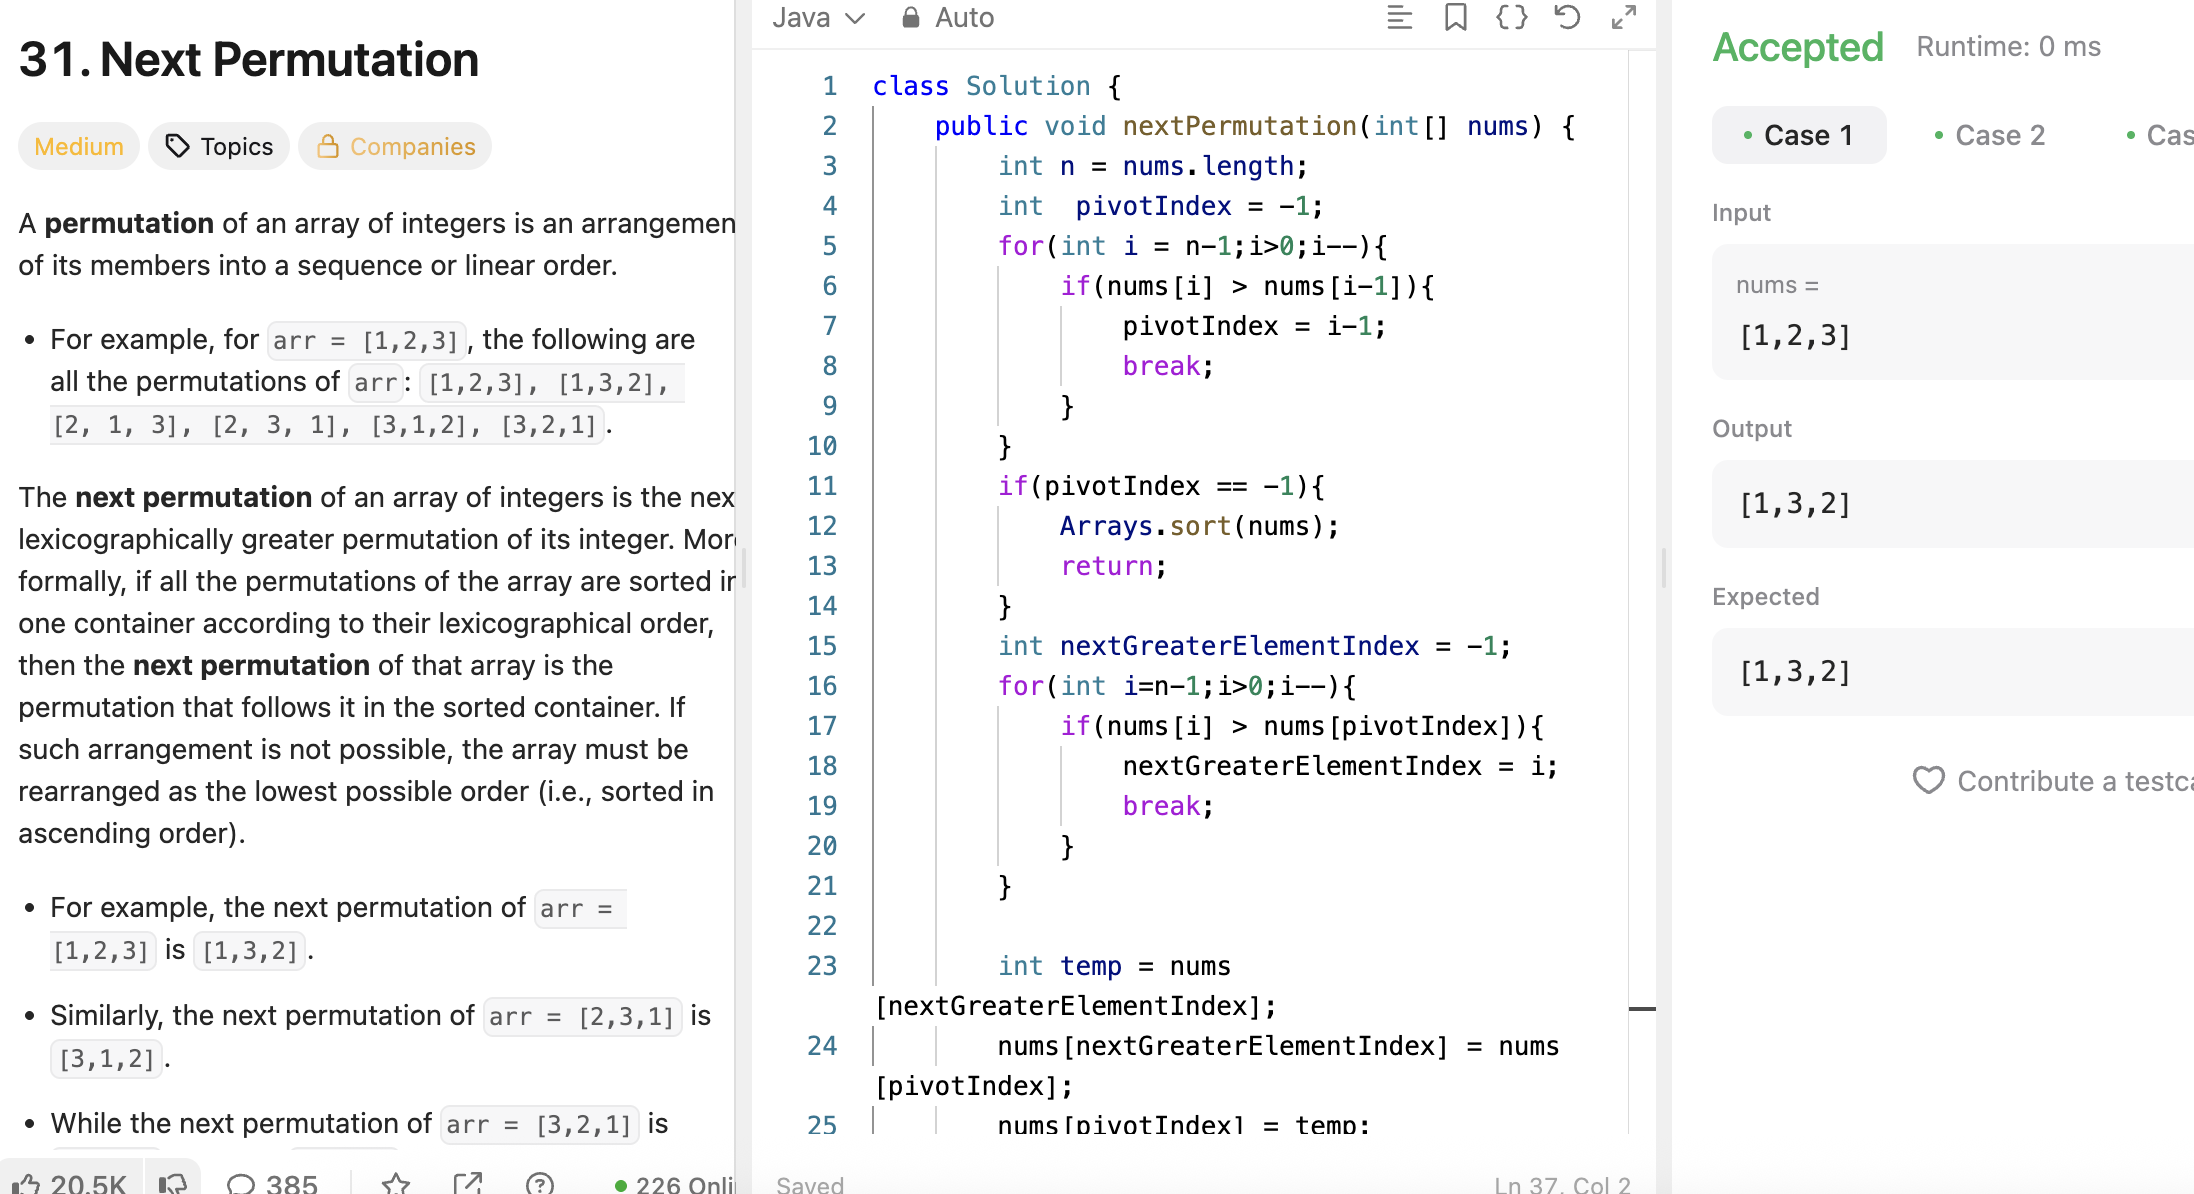 31. Next Permutation
Medium
Topics
Companies
A permutation of an array of integers is an arrangemen
of its members into a sequence or linear order.
• For example, for arr = [1,2,3], the following are
all the permutations of arr: [1,2,3], [1,3,2],
[2, 1, 3], [2, 3, 1], [3,1,2], [3,2,1].
The next permutation of an array of integers is the nex
lexicographically greater permutation of its integer. More
formally, if all the permutations of the array are sorted in
one container according to their lexicographical order,
then the next permutation of that array is the
permutation that follows it in the sorted container. If
such arrangement is not possible, the array must be
rearranged as the lowest possible order (i.e., sorted in
ascending order).
• For example, the next permutation of arr =
[1,2,3] is [1,3,2].
• Similarly, the next permutation of arr = [2,3,1] is
[3,1,2].
• While the next permutation of arr = [3,2,1] is
20.5K
385
226 Onli
Java
Auto
1 class Solution {
2 public void nextPermutation(int[] nums) {
3 int n = nums.length;
4 int  pivotIndex = -1;
5 for(int i = n-1;i>0;i--){
6 if(nums[i] > nums[i-1]){
7 pivotIndex = i-1;
8 break;
9 }
10 }
11 if(pivotIndex == -1){
12 Arrays.sort(nums);
13 return;
14 }
15 int nextGreaterElementIndex = -1;
16 for(int i=n-1;i>0;i--){
17 if(nums[i] > nums[pivotIndex]){
18 nextGreaterElementIndex = i;
19 break;
20 }
21 }
22
23 int temp = nums
[nextGreaterElementIndex];
24 nums[nextGreaterElementIndex] = nums
[pivotIndex];
25 nums[pivotIndex] = temp;
Saved
Ln 37, Col 2
Accepted
Runtime: 0 ms
• Case 1
• Case 2
• Cas
Input
nums =
[1,2,3]
Output
[1,3,2]
Expected
[1,3,2]
Contribute a testca